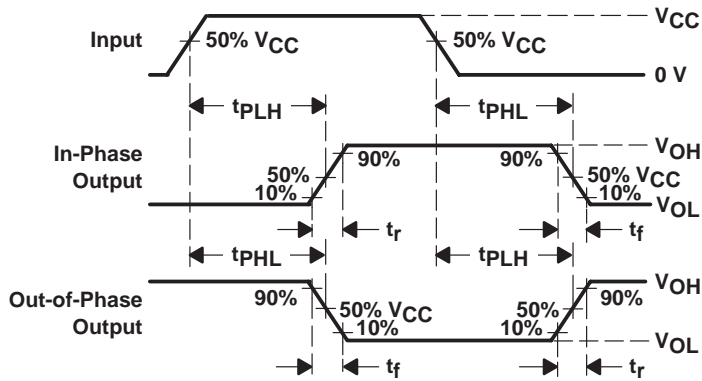 VCC
Input
50% VCC
50% VCC
0 V
tPLH
tPHL
In-Phase
Output
VOH
90%
90%
50%
50% VCC
10%
10%
VOL
tr
tf
tPHL
tPLH
Out-of-Phase
Output
VOH
90%
90%
50% VCC
50%
10%
10%
VOL
tf
tr